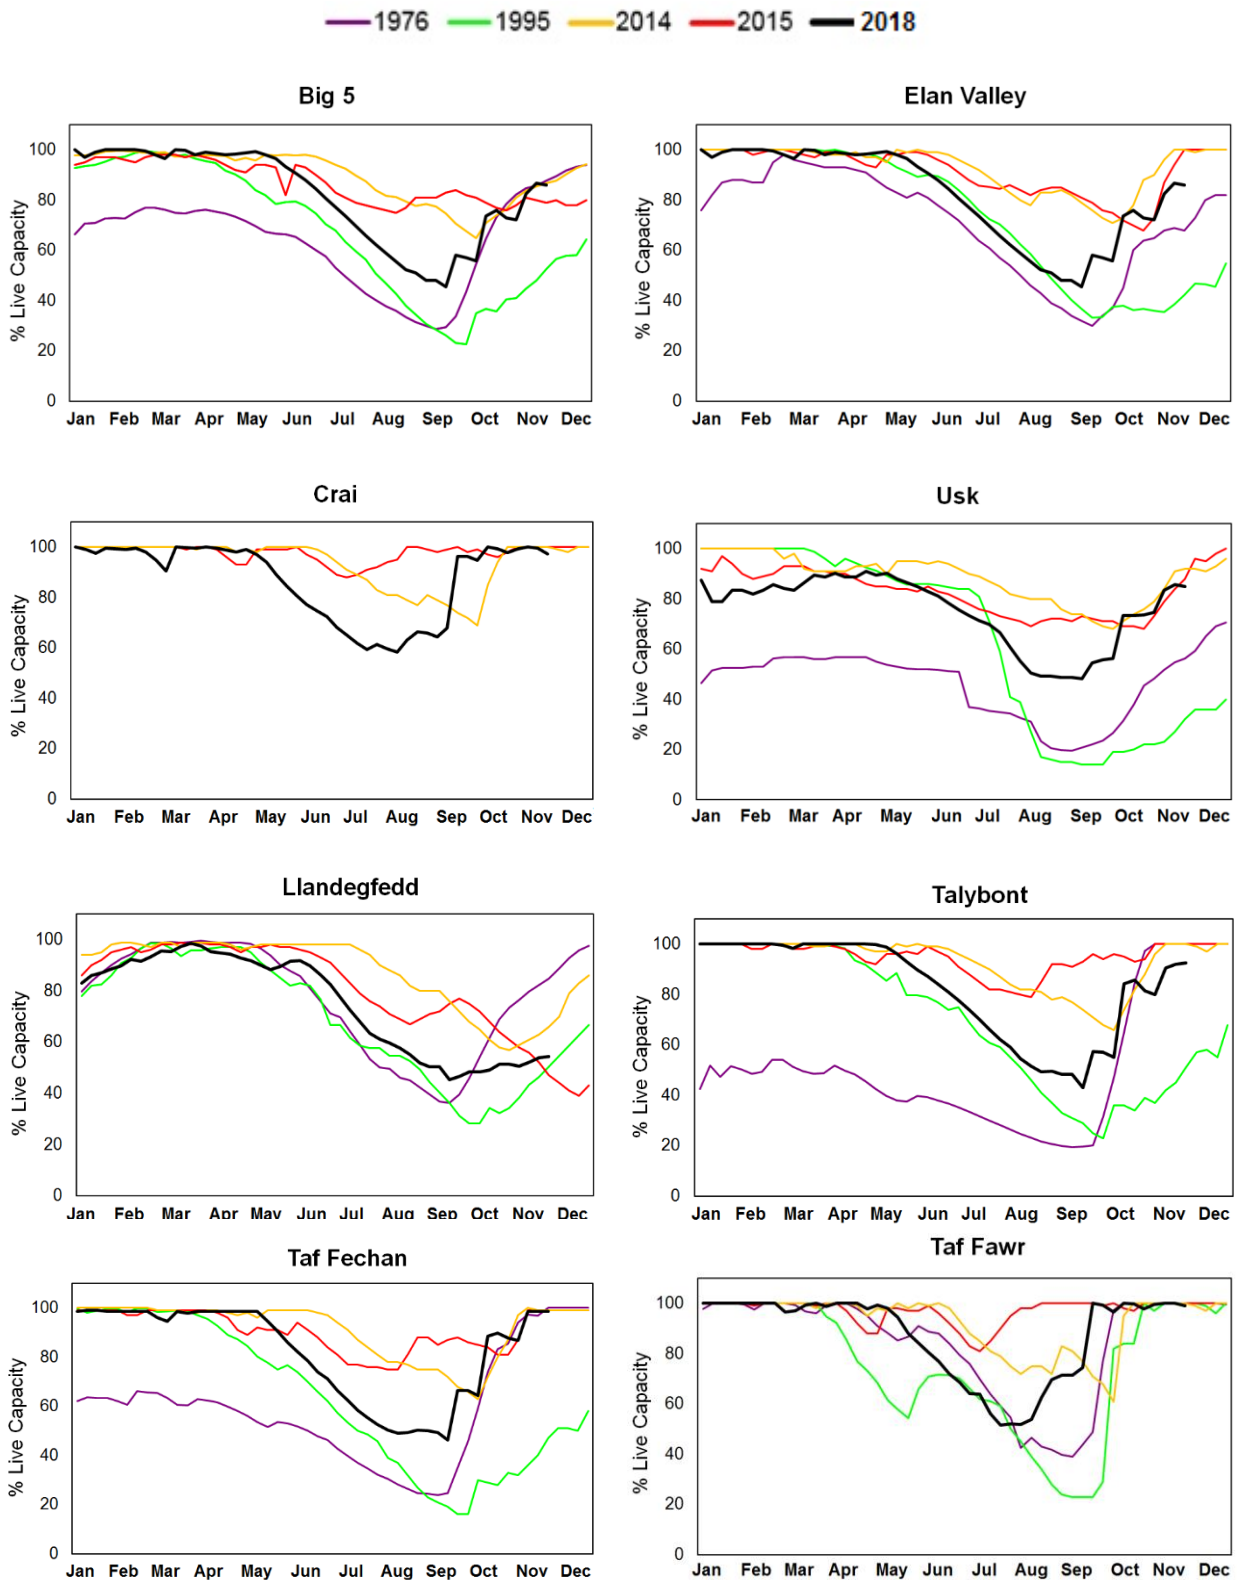 1976 1995 2014 2015 2018
Big 5
Elan Valley
% Live Capacity
100
80
60
40
20
0
Jan Feb Mar Apr May Jun Jul Aug Sep Oct Nov Dec
% Live Capacity
100
80
60
40
20
0
Jan Feb Mar Apr May Jun Jul Aug Sep Oct Nov Dec
Crai
Usk
% Live Capacity
100
80
60
40
20
0
Jan Feb Mar Apr May Jun Jul Aug Sep Oct Nov Dec
% Live Capacity
100
80
60
40
20
0
Jan Feb Mar Apr May Jun Jul Aug Sep Oct Nov Dec
Llandegfedd
Talybont
% Live Capacity
100
80
60
40
20
0
Jan Feb Mar Apr May Jun Jul Aug Sep Oct Nov Dec
% Live Capacity
100
80
60
40
20
0
Jan Feb Mar Apr May Jun Jul Aug Sep Oct Nov Dec
Taf Fechan
Taf Fawr
% Live Capacity
100
80
60
40
20
0
Jan Feb Mar Apr May Jun Jul Aug Sep Oct Nov Dec
% Live Capacity
100
80
60
40
20
0
Jan Feb Mar Apr May Jun Jul Aug Sep Oct Nov Dec